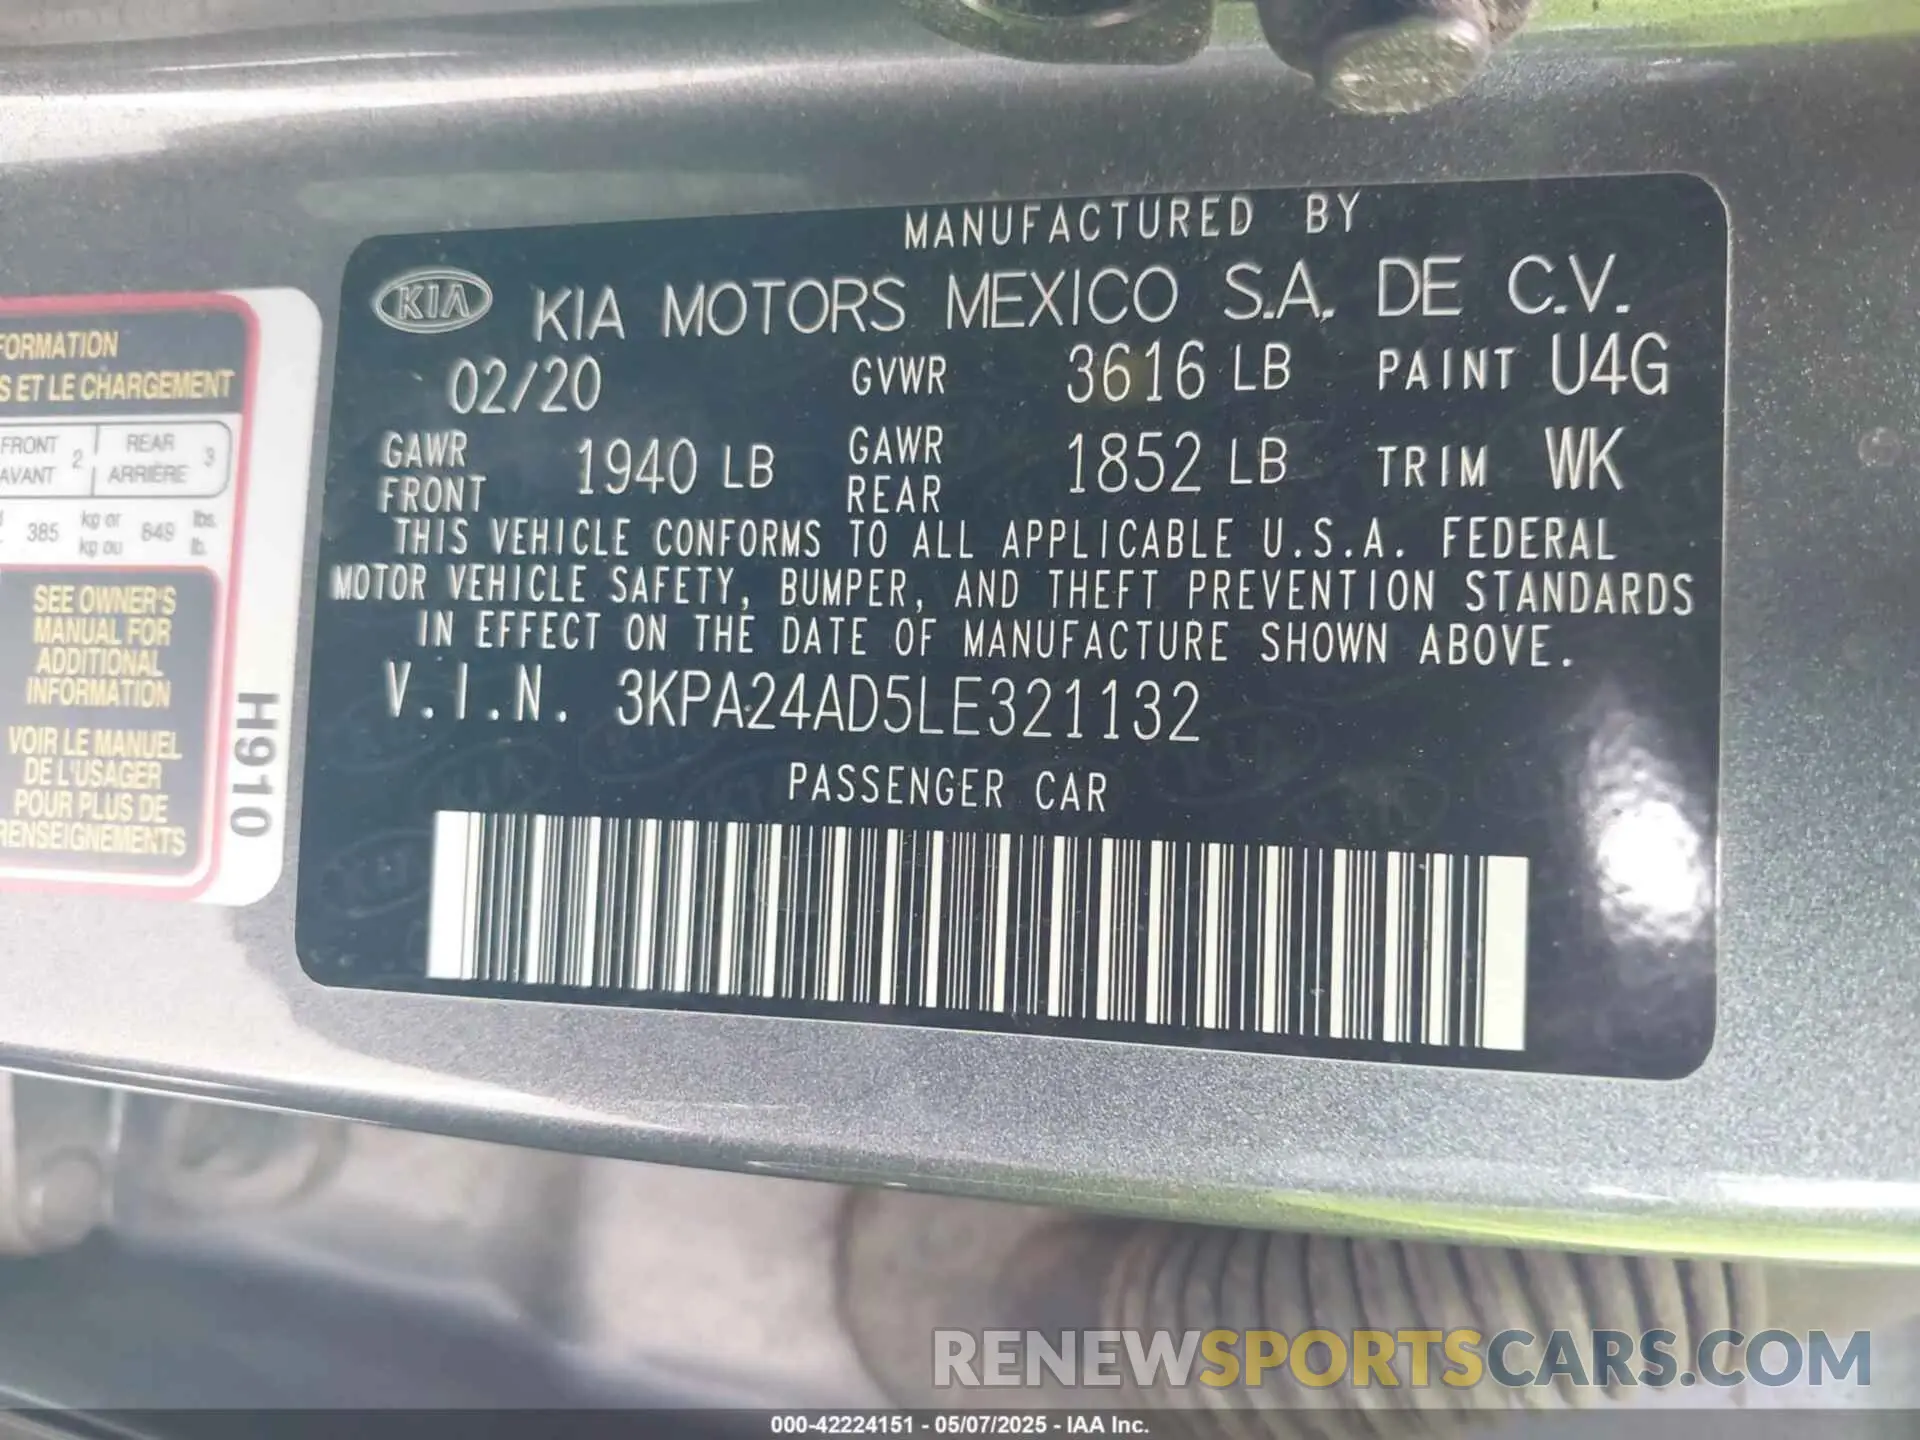 MANUFACTURED BY
KIA KIA MOTORS MEXICO S.A. DE C.V.
02/20 GVWR 3616 LB PAINT U4G
GAWR FRONT 1940 LB GAWR REAR 1852 LB TRIM WK
THIS VEHICLE CONFORMS TO ALL APPLICABLE U.S.A. FEDERAL
MOTOR VEHICLE SAFETY, BUMPER, AND THEFT PREVENTION STANDARDS
IN EFFECT ON THE DATE OF MANUFACTURE SHOWN ABOVE.
V.I.N. 3KPA24AD5LE321132
PASSENGER CAR
ET LE CHARGEMENT
FRONT 2 REAR 3
AVANT ARRIÈRE
385 kg or 849 lbs.
kg ou lb.
SEE OWNER'S
MANUAL FOR
ADDITIONAL
INFORMATION
VOIR LE MANUEL
DE L'USAGER
POUR PLUS DE
RENSEIGNEMENTS
H910
RENEWSPORTSCARS.COM
000-42224151 - 05/07/2025 - IAA Inc.